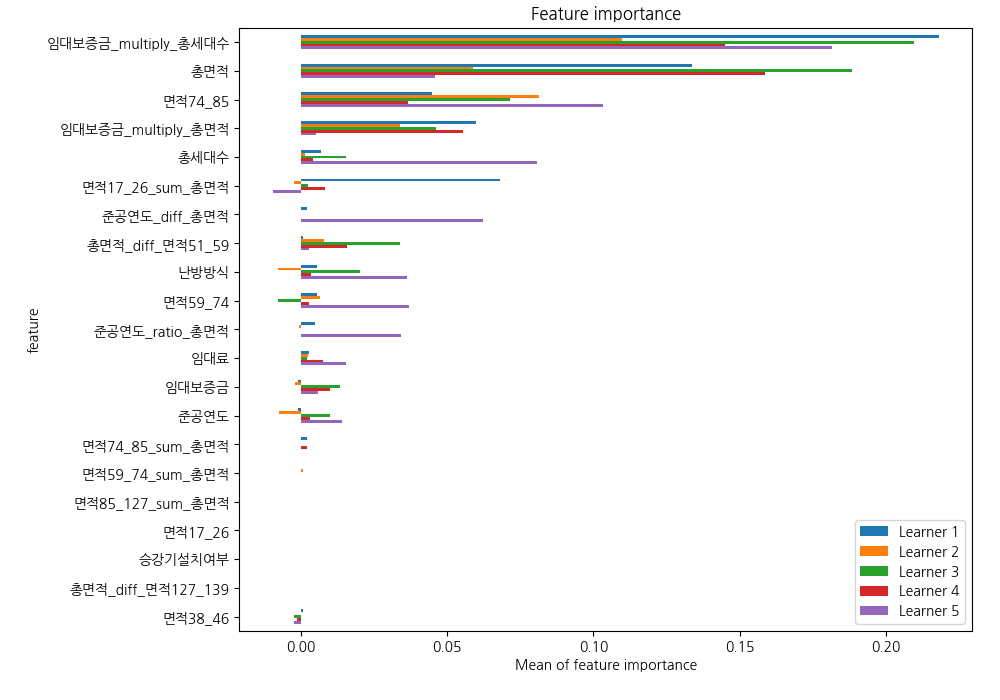 Feature importance
임대보증금_multiply_총세대수
총면적
면적74_85
임대보증금_multiply_총면적
총세대수
면적17_26_sum_총면적
준공연도_diff_총면적
총면적_diff_면적51_59
난방방식
면적59_74
준공연도_ratio_총면적
임대료
임대보증금
준공연도
면적74_85_sum_총면적
면적59_74_sum_총면적
면적85_127_sum_총면적
면적17_26
승강기설치여부
총면적_diff_면적127_139
면적38_46
feature
Learner 1
Learner 2
Learner 3
Learner 4
Learner 5
0.00 0.05 0.10 0.15 0.20
Mean of feature importance